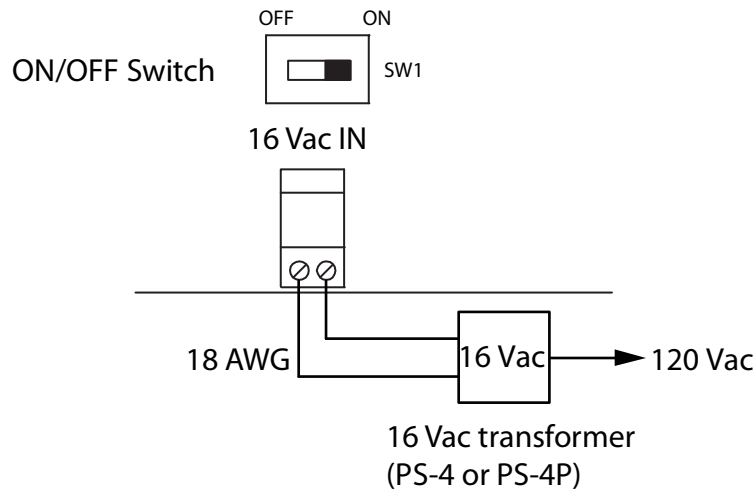 OFF ON
ON/OFF Switch SW1
16 Vac IN
18 AWG 16 Vac 120 Vac
16 Vac transformer
(PS-4 or PS-4P)